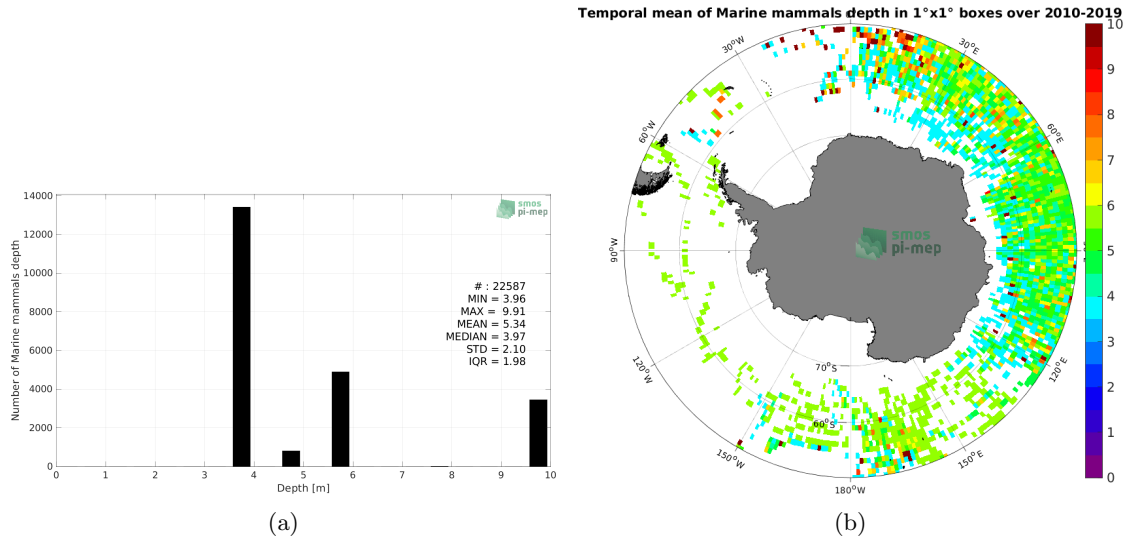 14000
12000
10000
8000
6000
4000
2000
0
Number of Marine mammals depth
smos
pi-mep
# : 22587
MIN = 3.96
MAX = 9.91
MEAN = 5.34
MEDIAN = 3.97
STD = 2.10
IQR = 1.98
0 1 2 3 4 5 6 7 8 9 10
Depth [m]
(a)
Temporal mean of Marine mammals depth in 1°x1° boxes over 2010-2019
30°W
30°E
60°W
60°E
90°W
120°W
120°E
150°W
150°E
180°W
70°S
60°S
smos
pi-mep
10
9
8
7
6
5
4
3
2
1
0
(b)